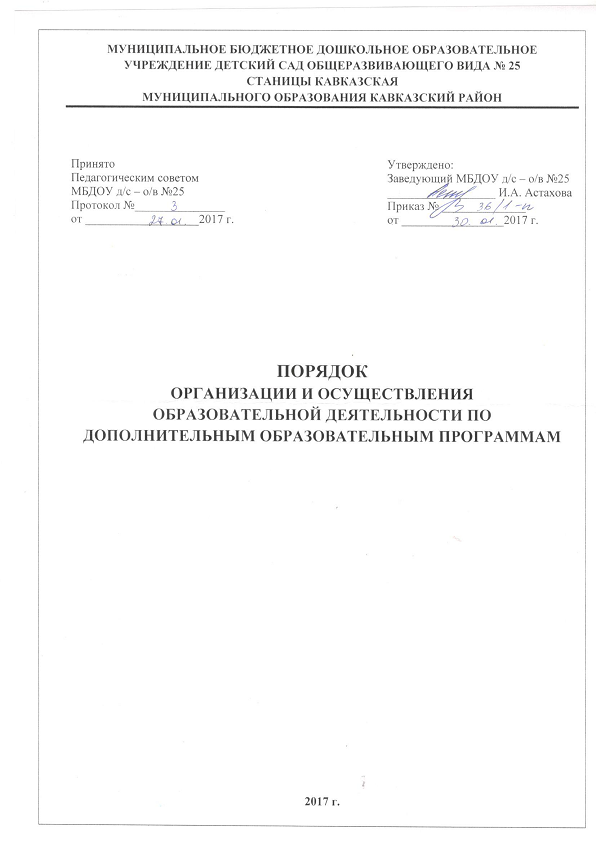 МУНИЦИПАЛЬНОЕ БЮДЖЕТНОЕ ДОШКОЛЬНОЕ ОБРАЗОВАТЕЛЬНОЕ
УЧРЕЖДЕНИЕ ДЕТСКИЙ САД ОБЩЕРАЗВИВАЮЩЕГО ВИДА № 25
СТАНИЦЫ КАВКАЗСКАЯ
МУНИЦИПАЛЬНОГО ОБРАЗОВАНИЯ КАВКАЗСКИЙ РАЙОН
Принято
Педагогическим советом
МБДОУ д/с – о/в №25
Протокол № 3
от 27 01. 2017 г.
Утверждено:
Заведующий МБДОУ д/с – о/в №25
И.А. Астахова
Приказ № 36/1-п
от 30. 01. 2017 г.
ПОРЯДОК
ОРГАНИЗАЦИИ И ОСУЩЕСТВЛЕНИЯ
ОБРАЗОВАТЕЛЬНОЙ ДЕЯТЕЛЬНОСТИ ПО
ДОПОЛНИТЕЛЬНЫМ ОБРАЗОВАТЕЛЬНЫМ ПРОГРАММАМ
2017 г.